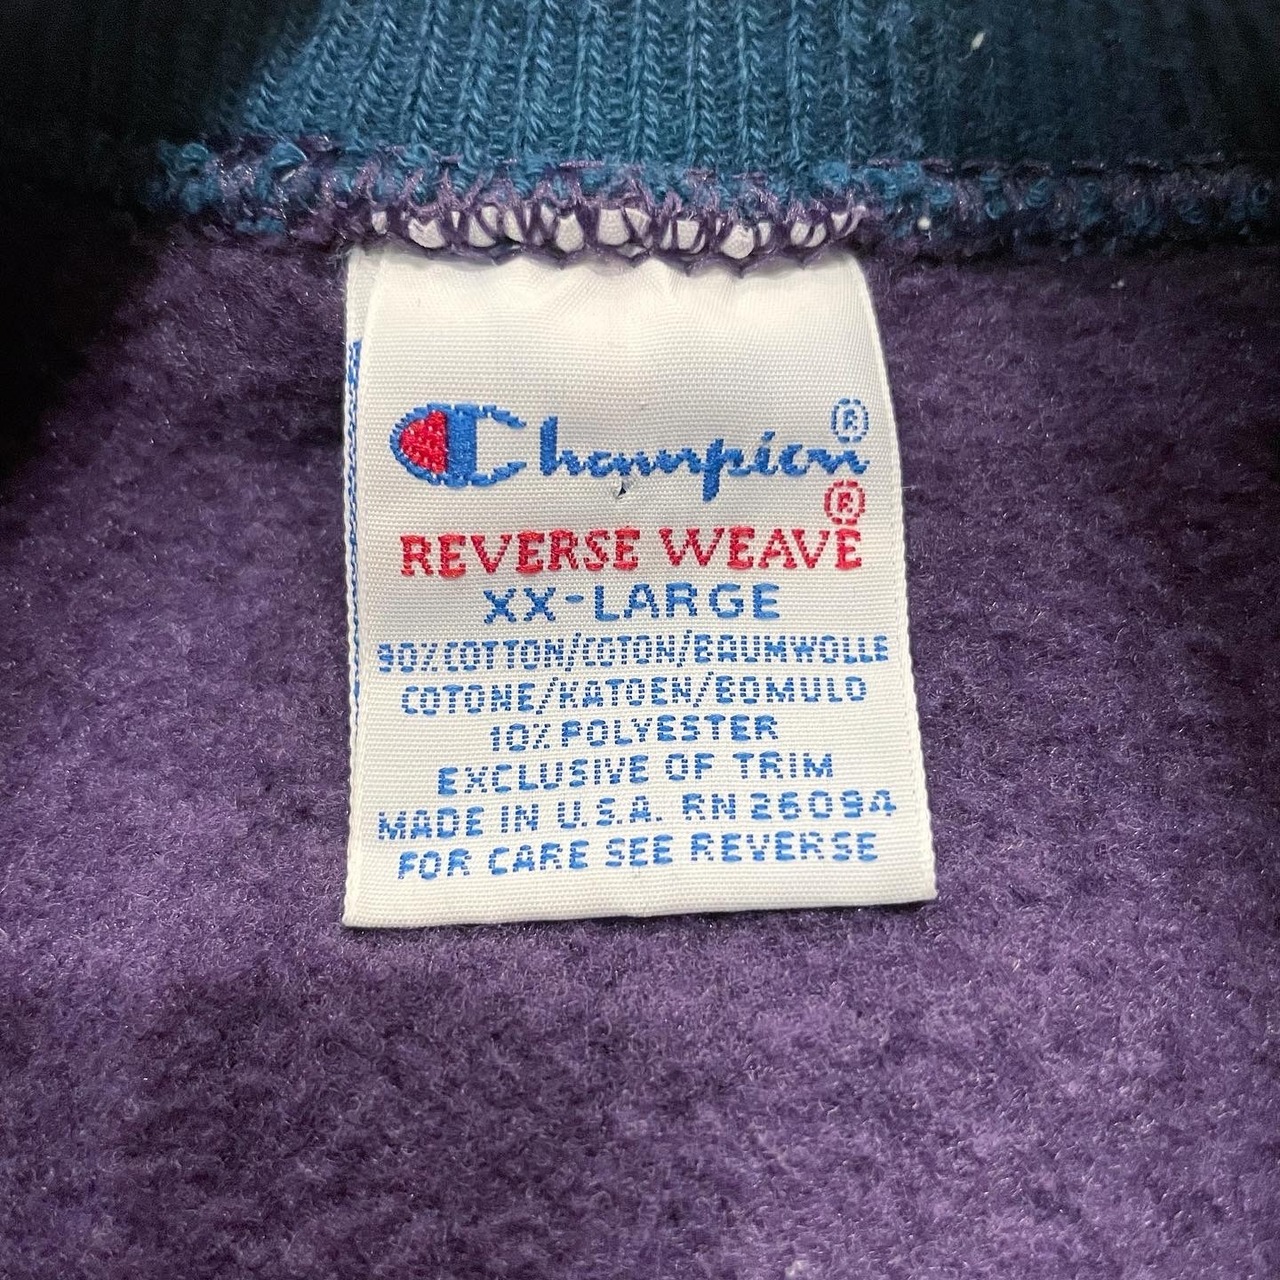 Champion®
REVERSE WEAVE®
XX-LARGE
90% COTTON/COTON/BAUMWOLLE
COTONE/KATOEN/BOMULD
10% POLYESTER
EXCLUSIVE OF TRIM
MADE IN U.S.A. RN 26094
FOR CARE SEE REVERSE